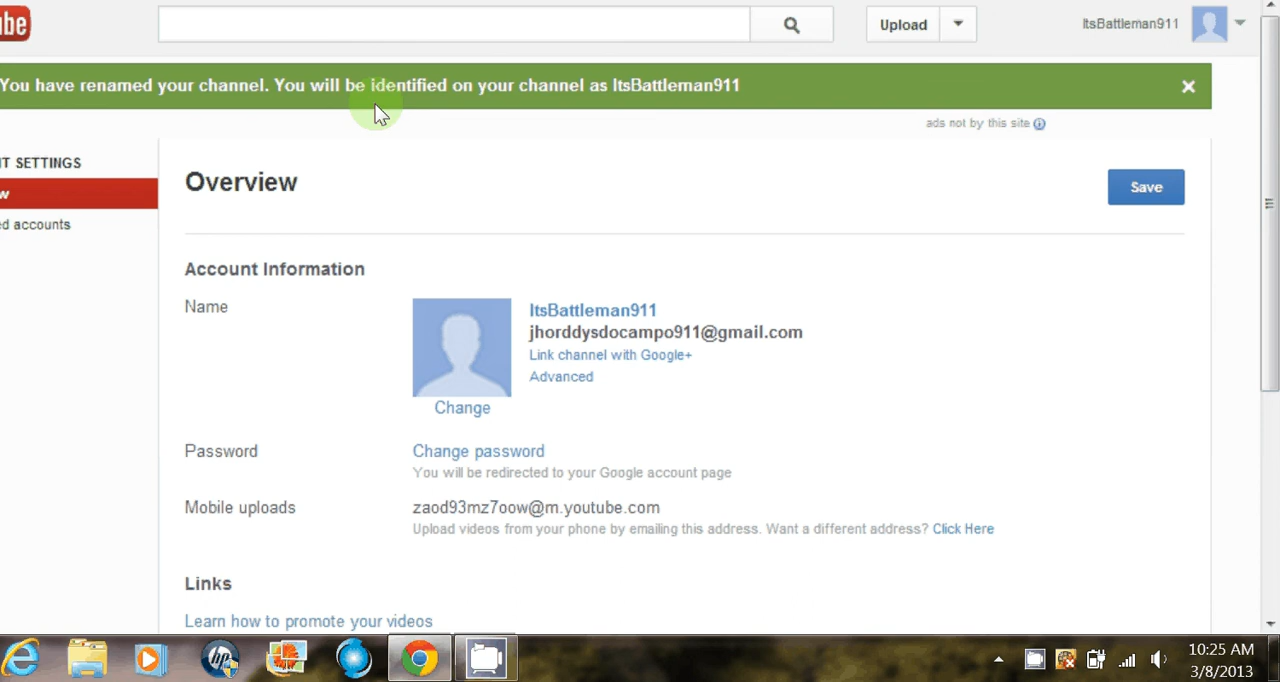 ube
Upload
ItsBattleman911
You have renamed your channel. You will be identified on your channel as ItsBattleman911
ads not by this site
T SETTINGS
w
ed accounts
Overview
Save
Account Information
Name
ItsBattleman911
jhorddysdocampo911@gmail.com
Link channel with Google+
Advanced
Change
Password
Change password
You will be redirected to your Google account page
Mobile uploads
zaod93mz7oow@m.youtube.com
Upload videos from your phone by emailing this address. Want a different address? Click Here
Links
Learn how to promote your videos
hp
10:25 AM
3/8/2013